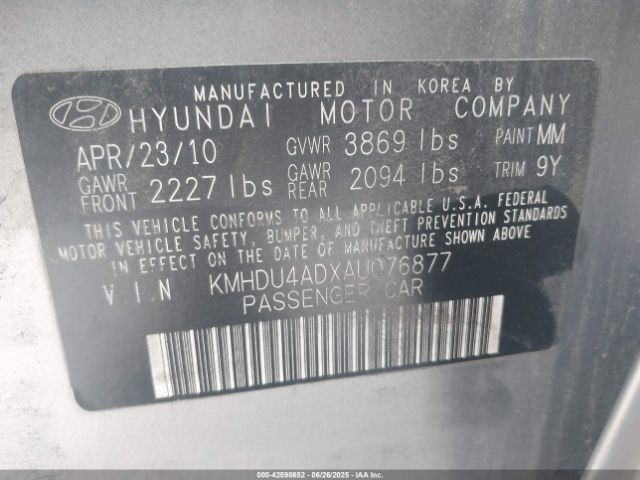 MANUFACTURED IN KOREA BY
HYUNDAI MOTOR COMPANY
APR/23/10 GVWR 3869 lbs PAINT MM
GAWR FRONT 2227 lbs GAWR REAR 2094 lbs TRIM 9Y
THIS VEHICLE CONFORMS TO ALL APPLICABLE U.S.A. FEDERAL
MOTOR VEHICLE SAFETY, BUMPER, AND THEFT PREVENTION STANDARDS
IN EFFECT ON THE DATE OF MANUFACTURE SHOWN ABOVE.
VIN KMHDU4ADXAU076877
PASSENGER CAR
000-42598652 | 06/26/2025 | Copyright IAA, LLC